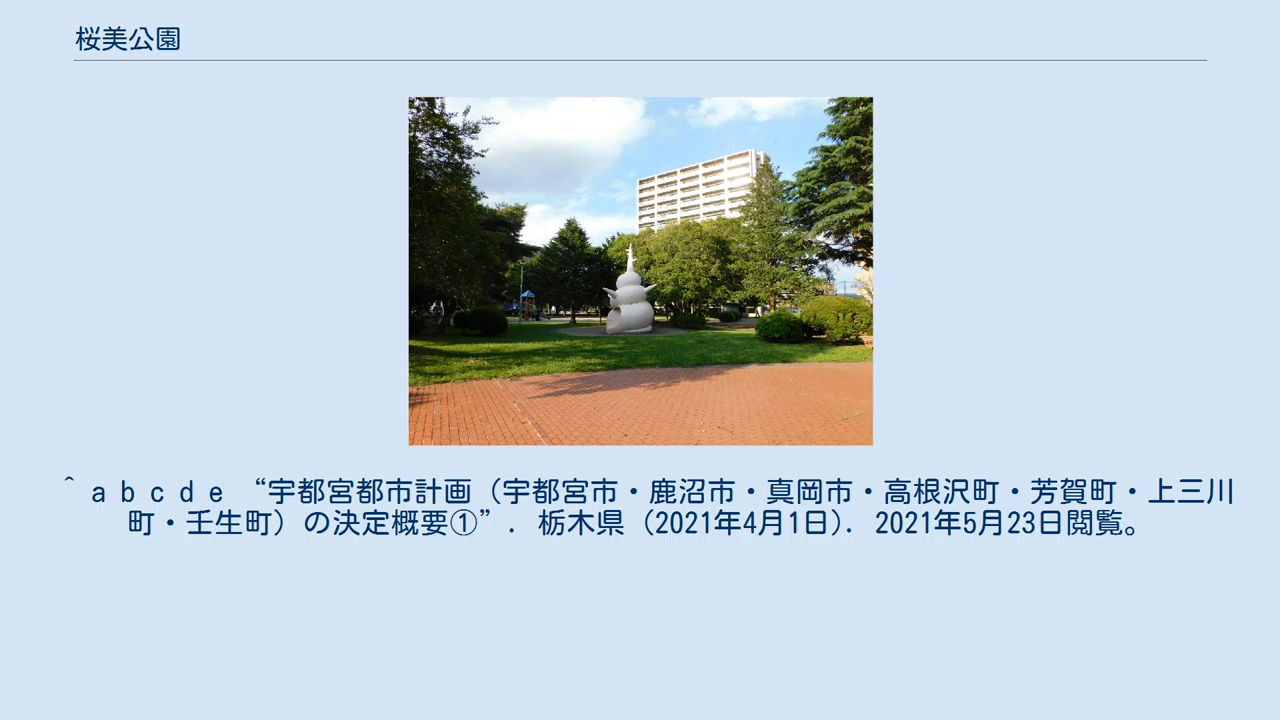 桜美公園
^ a b c d e “宇都宮都市計画（宇都宮市・鹿沼市・真岡市・高根沢町・芳賀町・上三川
町・壬生町）の決定概要①”. 栃木県（2021年4月1日). 2021年5月23日閲覧。